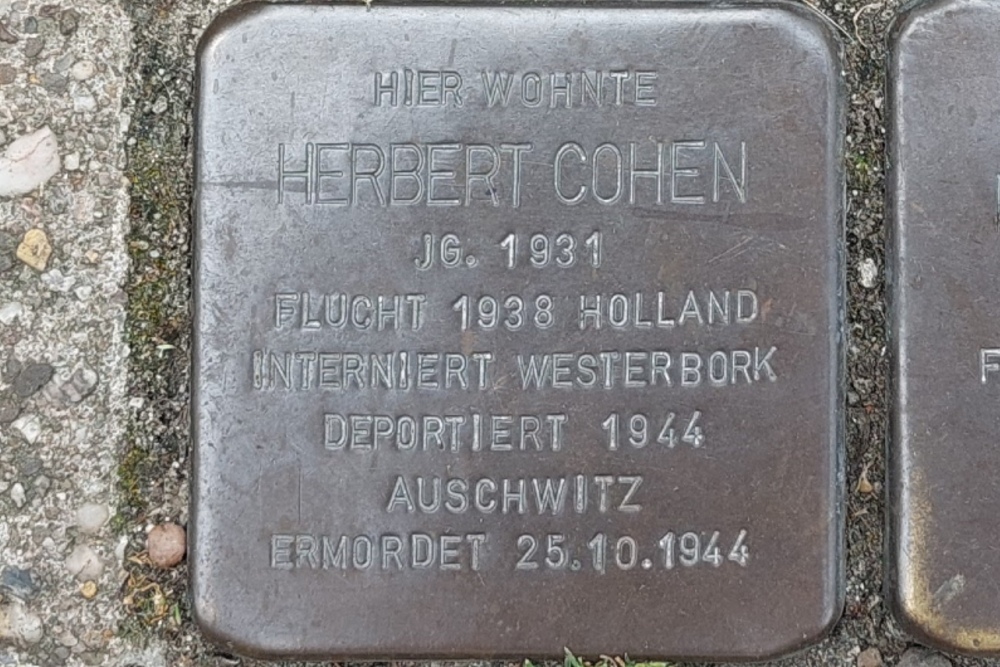 HIER WOHNTE
HERBERT COHEN
JG. 1931
FLUCHT 1938 HOLLAND
INTERNIERT WESTERBORK
DEPORTIERT 1944
AUSCHWITZ
ERMORDET 25.10.1944